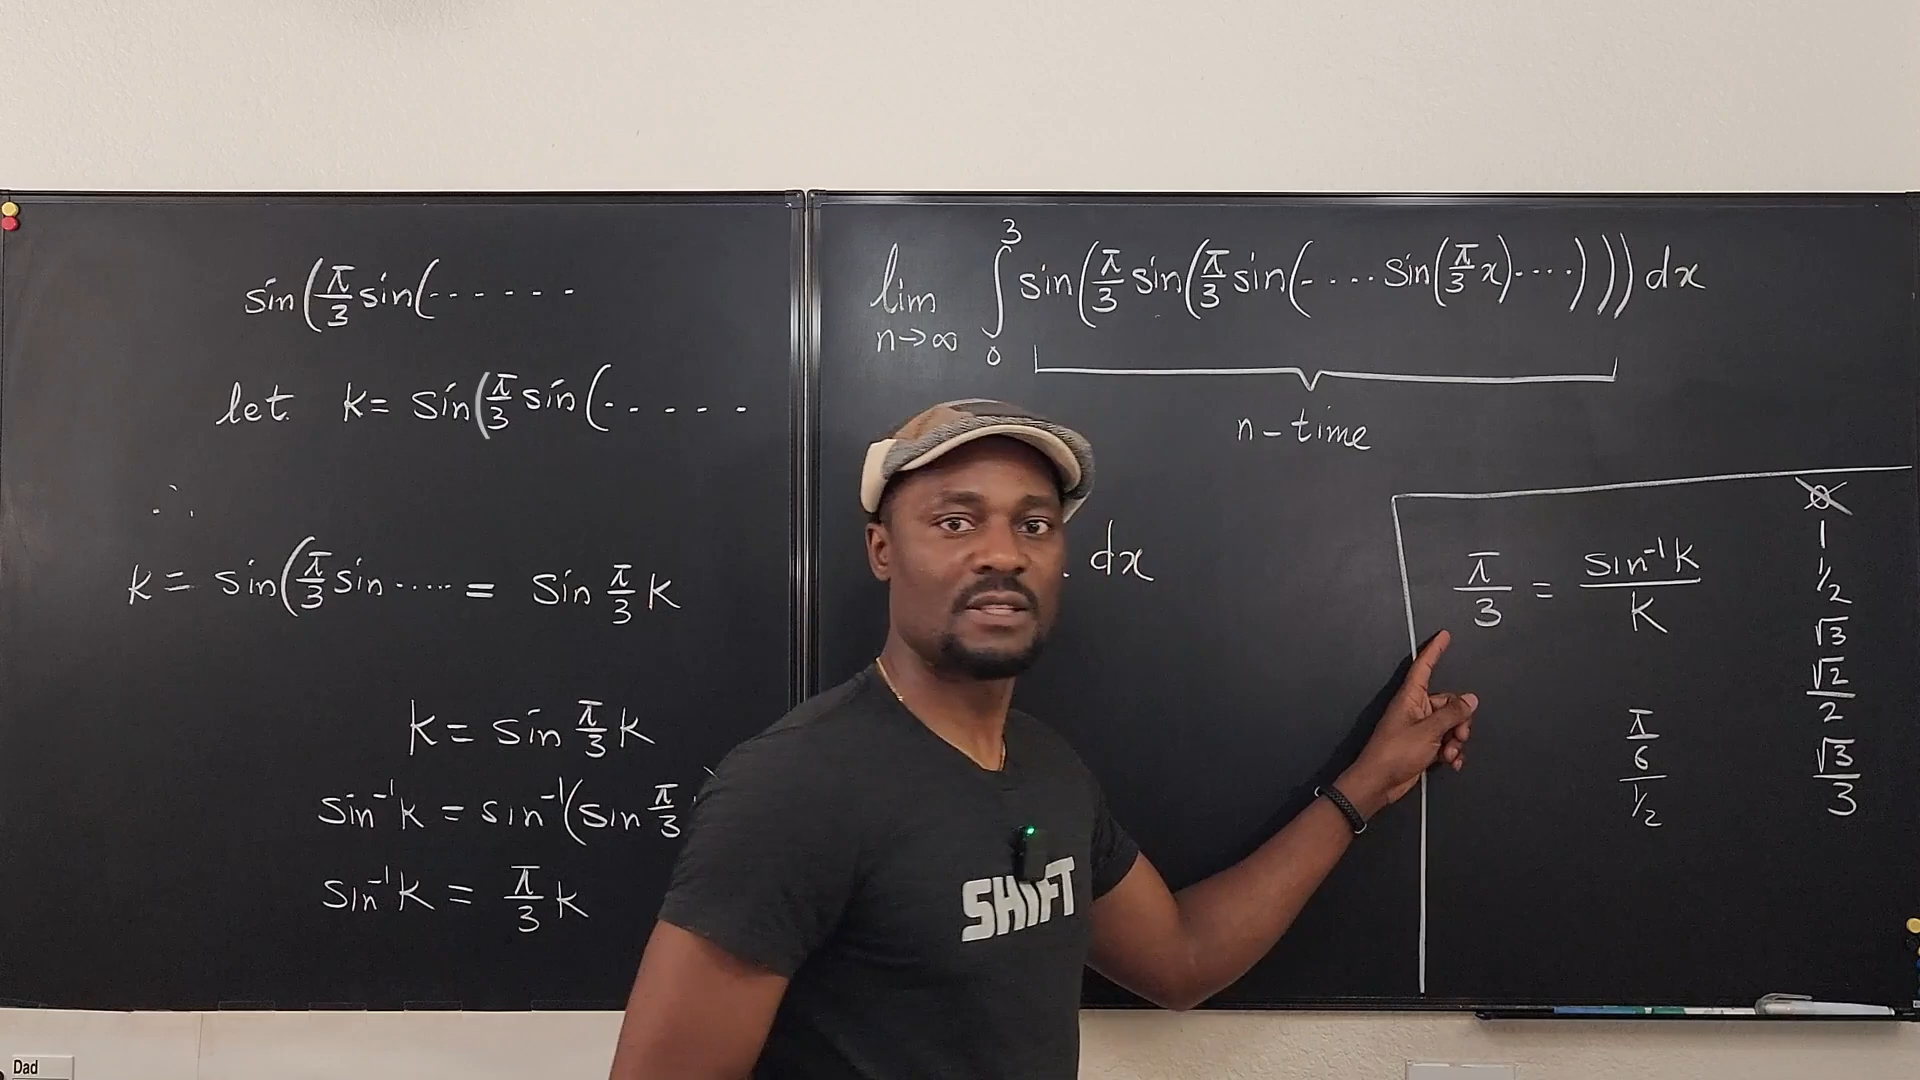 sin(π/3 sin(......
let k = sin(π/3 sin(.....
∴
k = sin(π/3 sin..... = sin π/3 k
k = sin π/3 k
sin⁻¹k = sin⁻¹(sin π/3
sin⁻¹k = π/3 k
lim n→∞ ∫₀³ sin(π/3 sin(π/3 sin(....sin(π/3 x)....))) dx
n-time
dx
π/3 = sin⁻¹k/k
π/6 / 1/2
0
1
1/2
√3
√2/2
√3/3
SHIFT
Dad